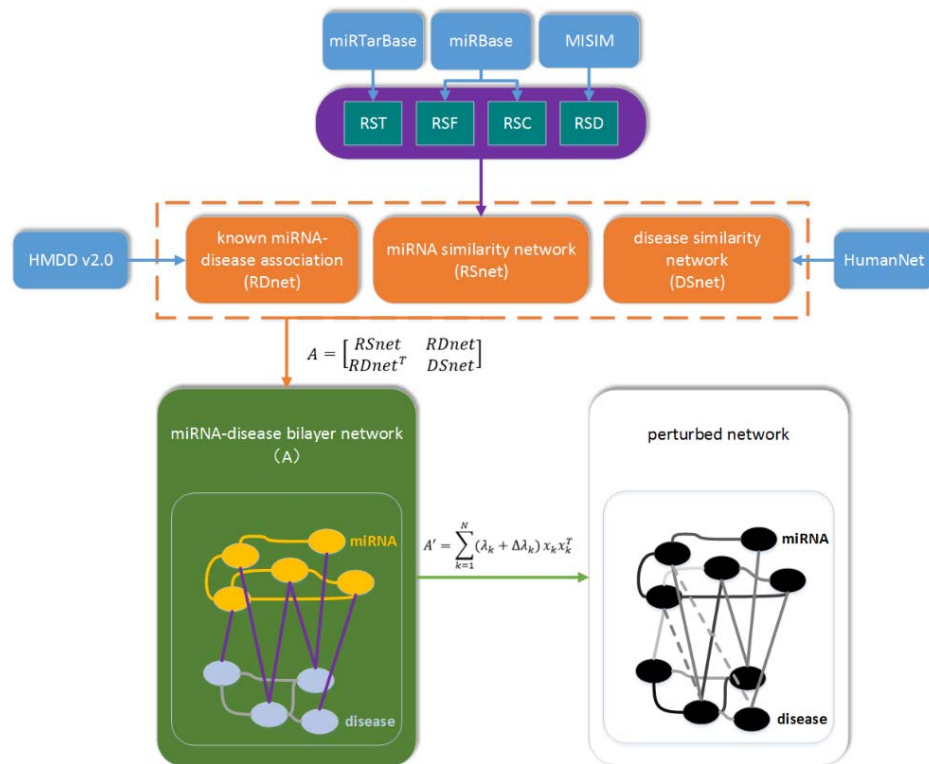 miRTarBase
miRBase
MISIM
RST
RSF
RSC
RSD
HMDD v2.0
known miRNA-
disease association
(RDnet)
miRNA similarity network
(RSnet)
disease similarity
network
(DSnet)
HumanNet
A = [RSnet RDnet
RDnet^T DSnet]
miRNA-disease bilayer network
（A）
miRNA
disease
A′ = ∑_{k=1}^{N} (λ_k + Δλ_k) x_k x_k^T
perturbed network
miRNA
disease